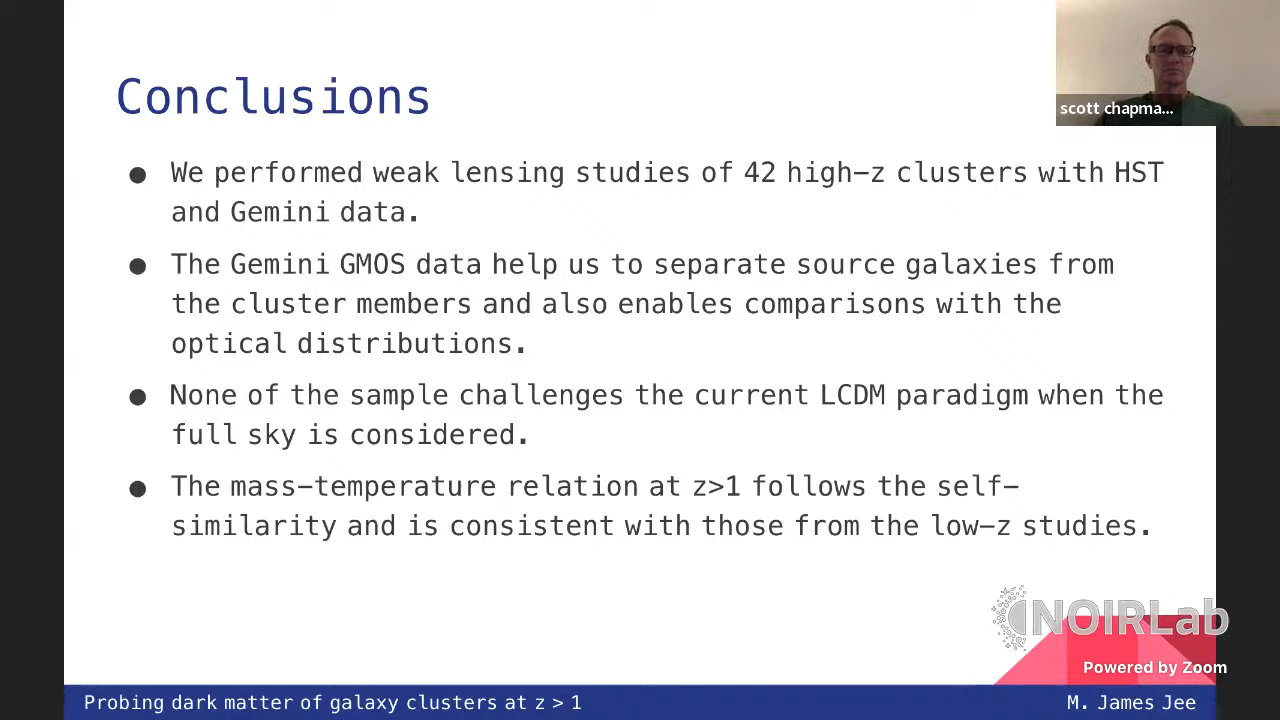 Conclusions
scott chapma...
● We performed weak lensing studies of 42 high-z clusters with HST
and Gemini data.
● The Gemini GMOS data help us to separate source galaxies from
the cluster members and also enables comparisons with the
optical distributions.
● None of the sample challenges the current LCDM paradigm when the
full sky is considered.
● The mass-temperature relation at z>1 follows the self-
similarity and is consistent with those from the low-z studies.
NOIRLab
Powered by Zoom
Probing dark matter of galaxy clusters at z > 1
M. James Jee